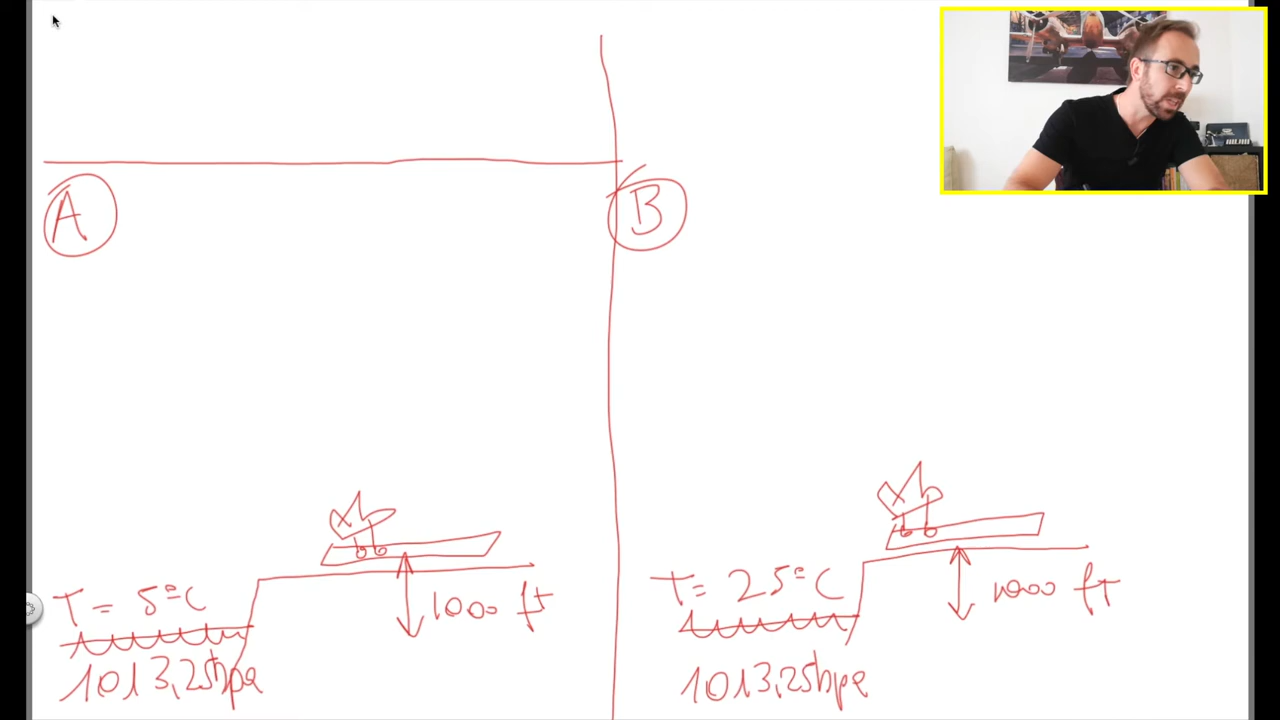 A
B
T = 5°C
1000 ft
1013,25hpa
T= 25°C
1000 ft
1013,25hpa